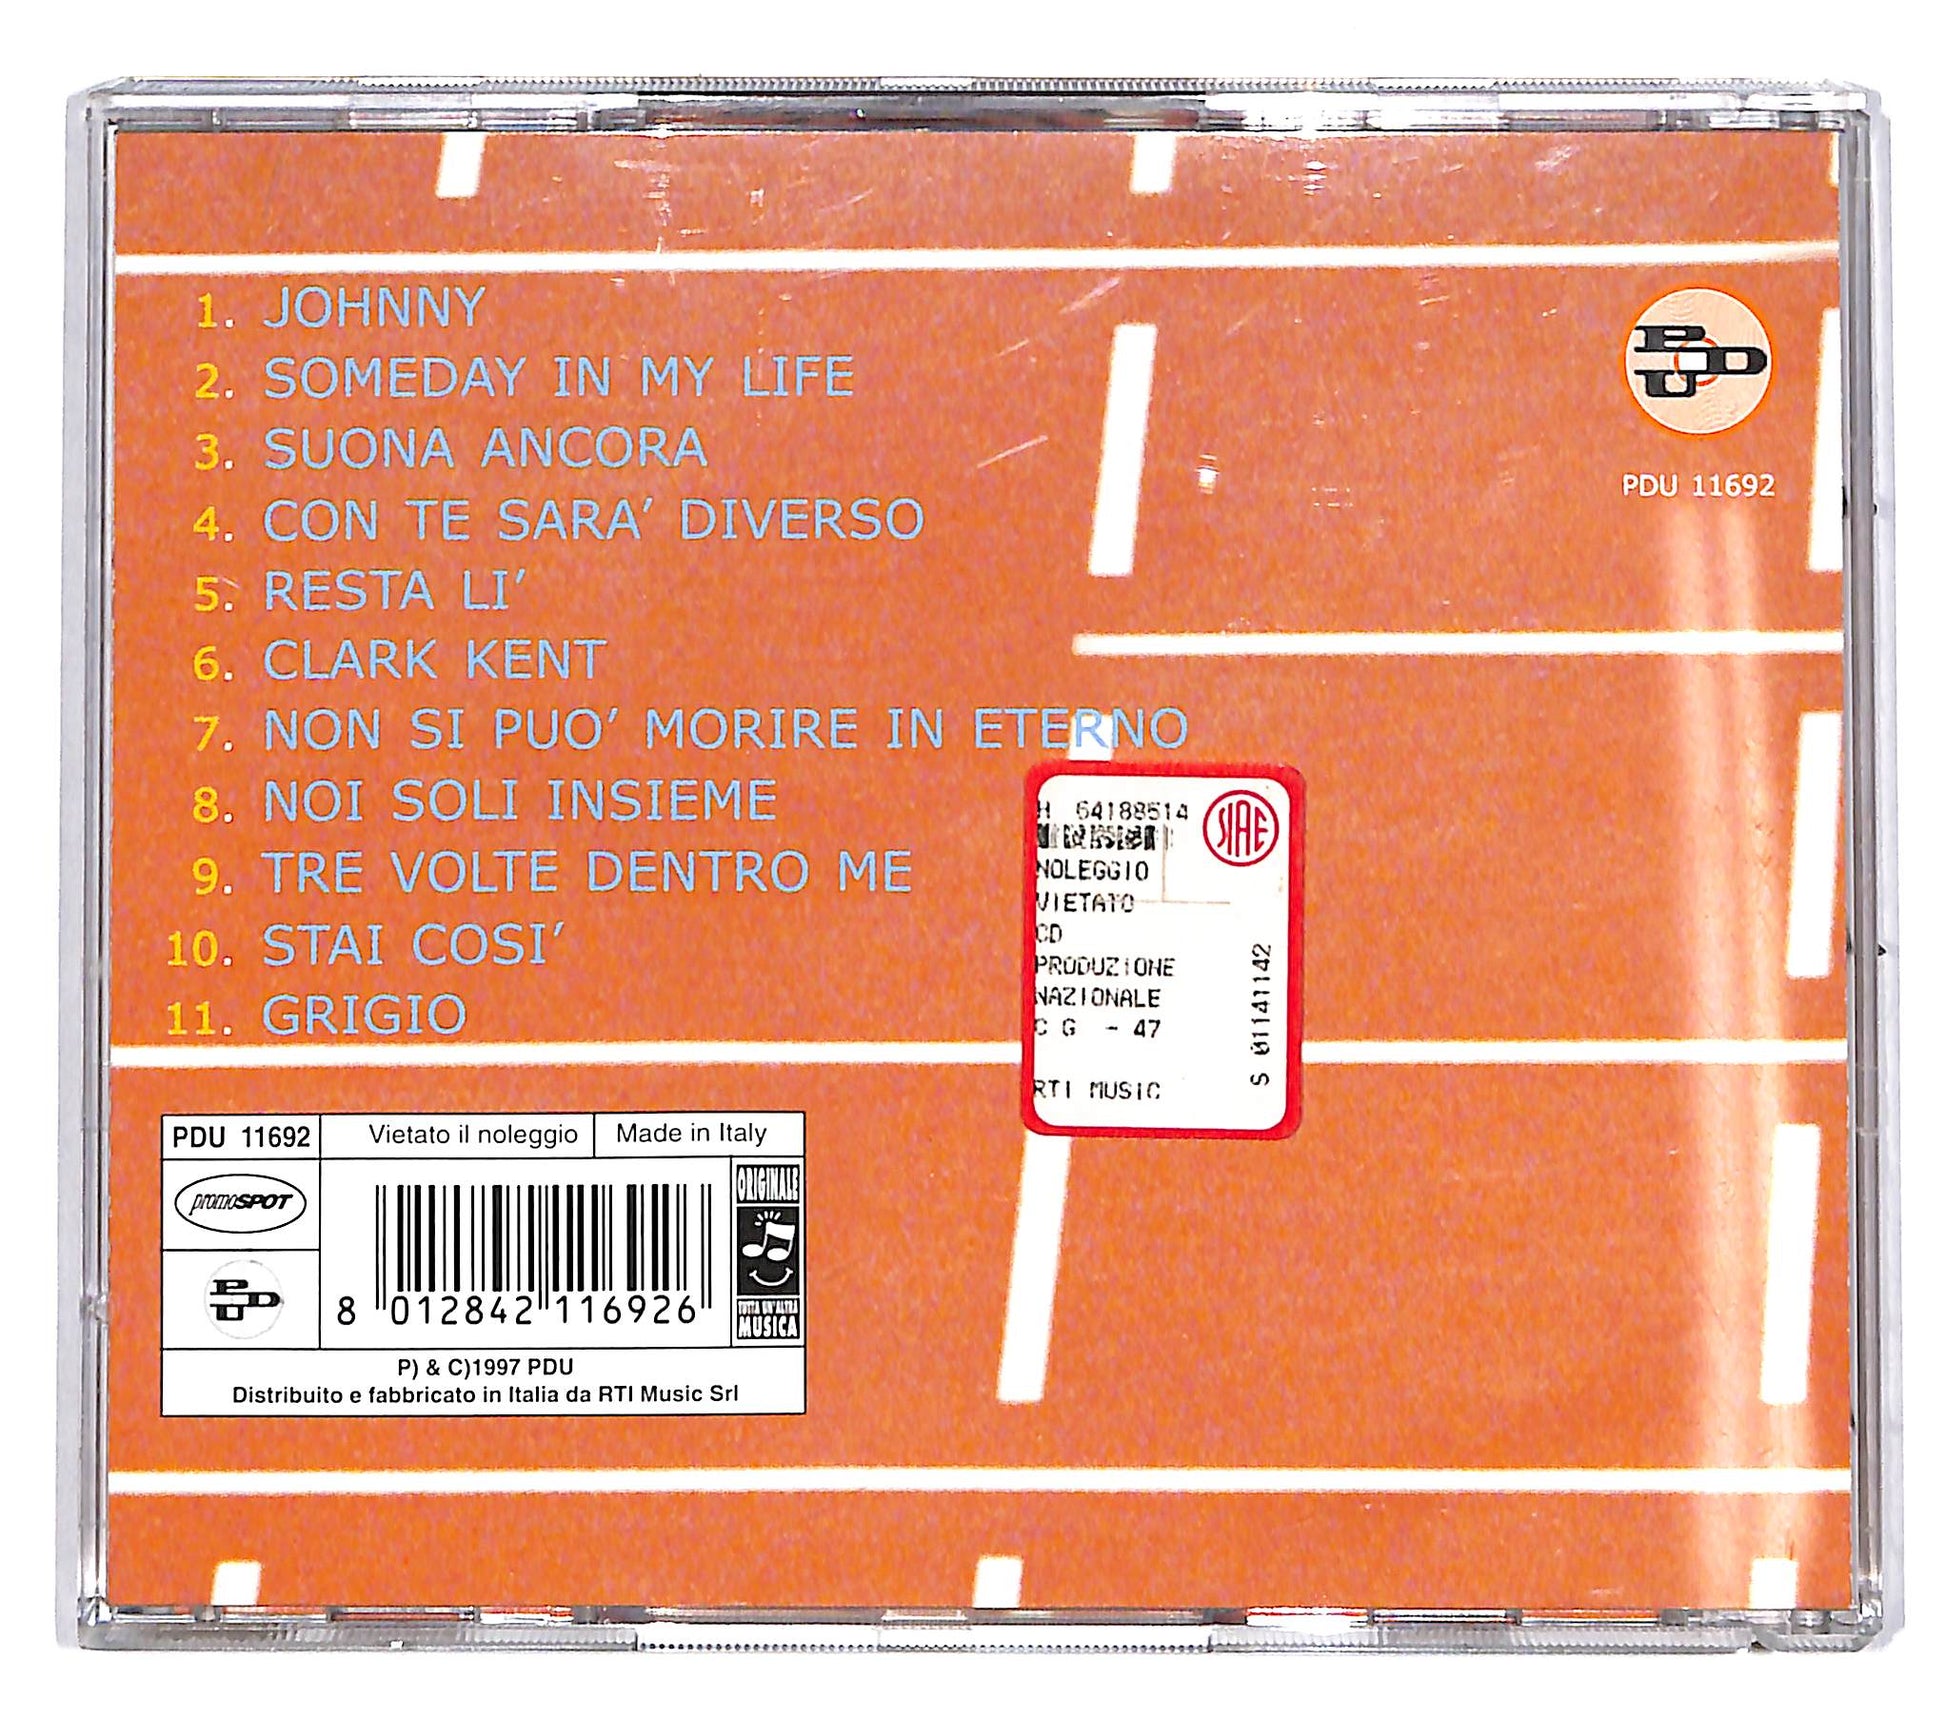 1. JOHNNY
2. SOMEDAY IN MY LIFE
3. SUONA ANCORA
4. CON TE SARA’ DIVERSO
5. RESTA LI’
6. CLARK KENT
7. NON SI PUO’ MORIRE IN ETERNO
8. NOI SOLI INSIEME
9. TRE VOLTE DENTRO ME
10. STAI COSI’
11. GRIGIO
PDU
PDU 11692
H 64188514
SIAE
NOLEGGIO
VIETATO
CD
PRODUZIONE
NAZIONALE
C G - 47
RTI MUSIC
S 01141142
PDU 11692 Vietato il noleggio Made in Italy
promoSPOT
PDU
8 012842 116926
ORIGINALE
TUTTA UN'ALTRA
MUSICA
P) & C)1997 PDU
Distribuito e fabbricato in Italia da RTI Music Srl